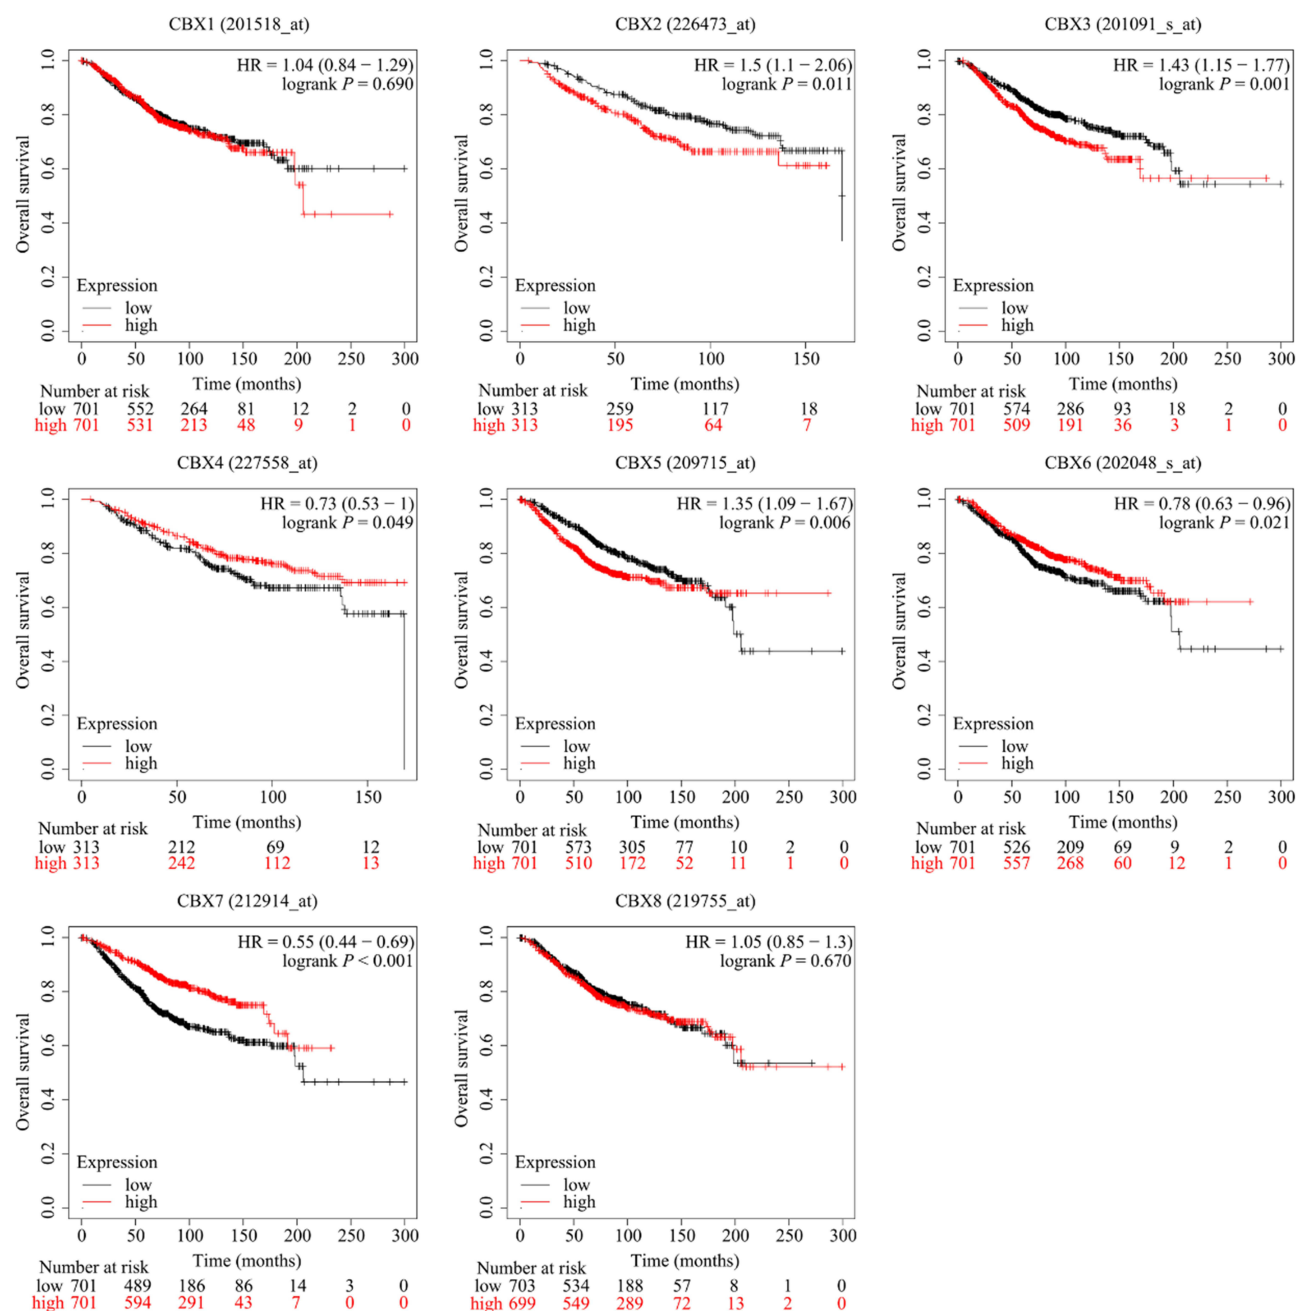 CBX1 (201518_at)
HR = 1.04 (0.84 − 1.29)
logrank P = 0.690
Overall survival
1.0
0.8
0.6
0.4
0.2
0.0
Expression
low
high
0 50 100 150 200 250 300
Time (months)
Number at risk
low 701 552 264 81 12 2 0
high 701 531 213 48 9 1 0
CBX2 (226473_at)
HR = 1.5 (1.1 − 2.06)
logrank P = 0.011
Overall survival
1.0
0.8
0.6
0.4
0.2
0.0
Expression
low
high
0 50 100 150
Time (months)
Number at risk
low 313 259 117 18
high 313 195 64 7
CBX3 (201091_s_at)
HR = 1.43 (1.15 − 1.77)
logrank P = 0.001
Overall survival
1.0
0.8
0.6
0.4
0.2
0.0
Expression
low
high
0 50 100 150 200 250 300
Time (months)
Number at risk
low 701 574 286 93 18 2 0
high 701 509 191 36 3 1 0
CBX4 (227558_at)
HR = 0.73 (0.53 − 1)
logrank P = 0.049
Overall survival
1.0
0.8
0.6
0.4
0.2
0.0
Expression
low
high
0 50 100 150
Time (months)
Number at risk
low 313 212 69 12
high 313 242 112 13
CBX5 (209715_at)
HR = 1.35 (1.09 − 1.67)
logrank P = 0.006
Overall survival
1.0
0.8
0.6
0.4
0.2
0.0
Expression
low
high
0 50 100 150 200 250 300
Time (months)
Number at risk
low 701 573 305 77 10 2 0
high 701 510 172 52 11 1 0
CBX6 (202048_s_at)
HR = 0.78 (0.63 − 0.96)
logrank P = 0.021
Overall survival
1.0
0.8
0.6
0.4
0.2
0.0
Expression
low
high
0 50 100 150 200 250 300
Time (months)
Number at risk
low 701 526 209 69 9 2 0
high 701 557 268 60 12 1 0
CBX7 (212914_at)
HR = 0.55 (0.44 − 0.69)
logrank P < 0.001
Overall survival
1.0
0.8
0.6
0.4
0.2
0.0
Expression
low
high
0 50 100 150 200 250 300
Time (months)
Number at risk
low 701 489 186 86 14 3 0
high 701 594 291 43 7 0 0
CBX8 (219755_at)
HR = 1.05 (0.85 − 1.3)
logrank P = 0.670
Overall survival
1.0
0.8
0.6
0.4
0.2
0.0
Expression
low
high
0 50 100 150 200 250 300
Time (months)
Number at risk
low 703 534 188 57 8 1 0
high 699 549 289 72 13 2 0